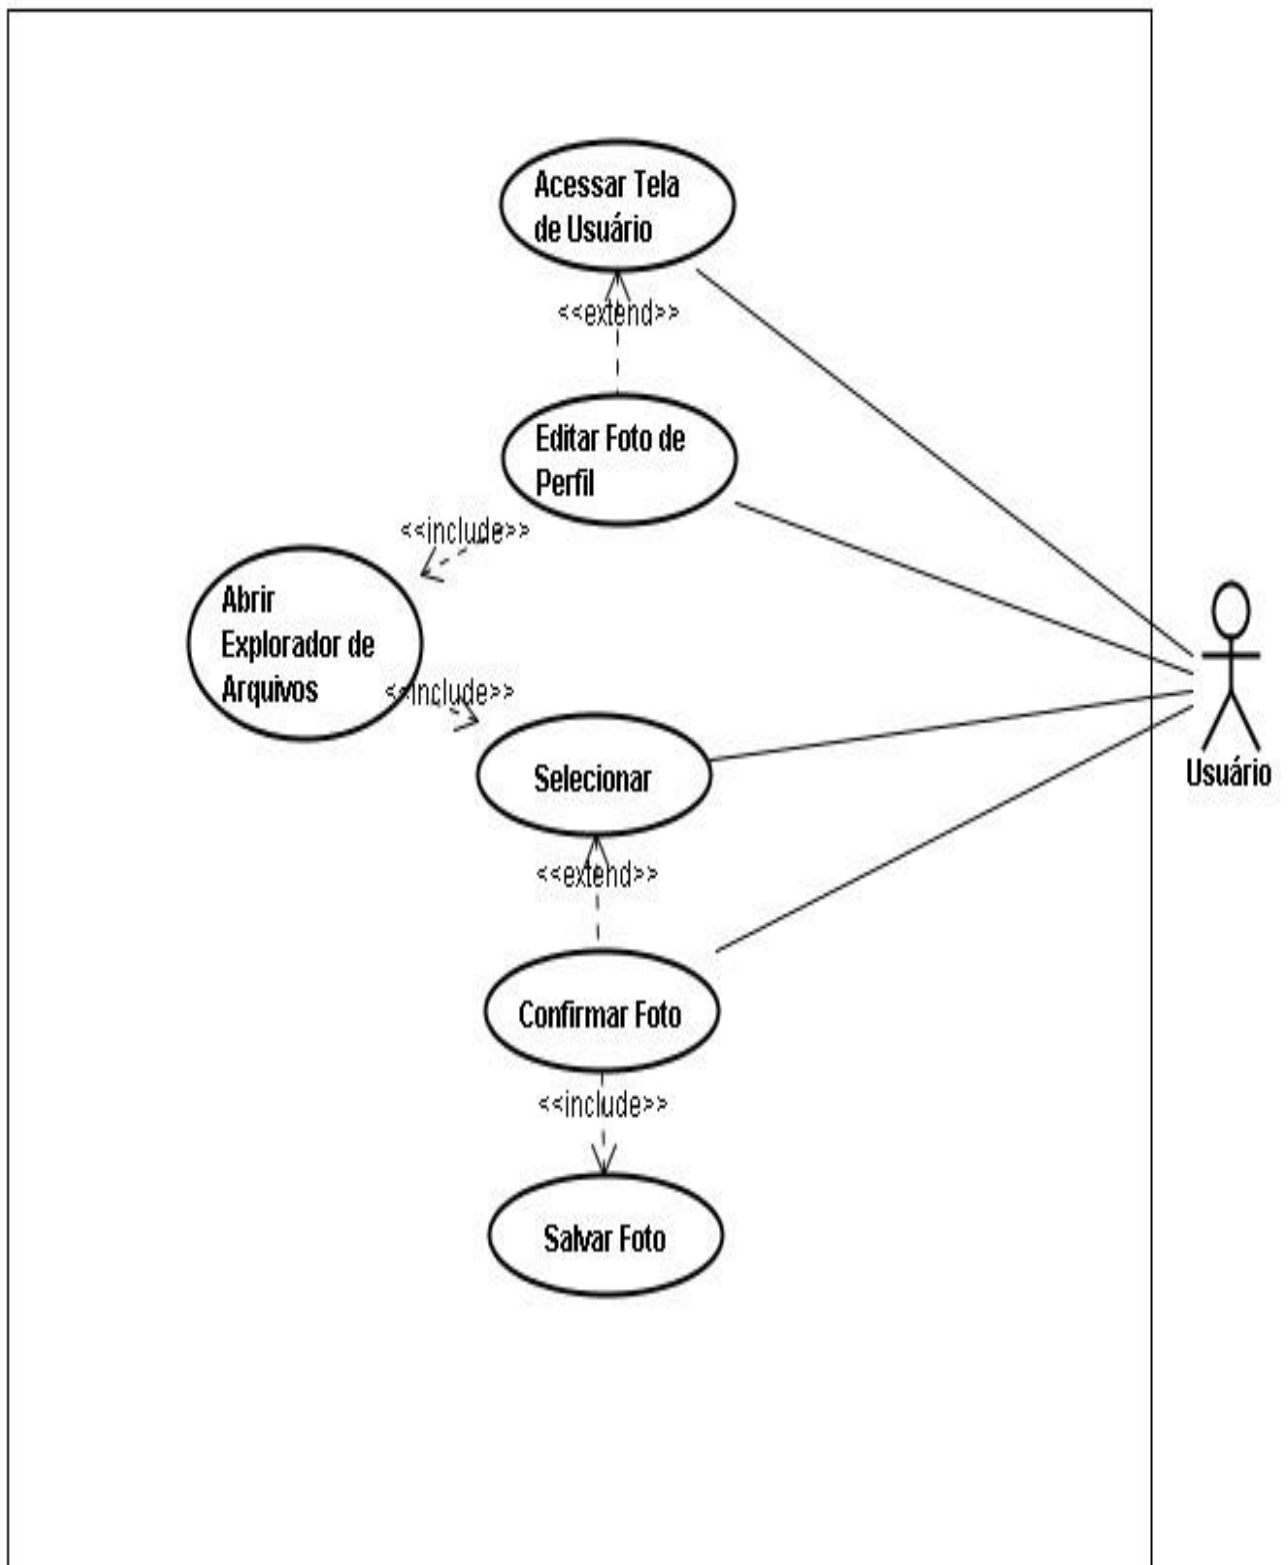 Acessar Tela
de Usuário
<<extend>>
Editar Foto de
Perfil
<<include>>
Abrir
Explorador de
Arquivos
<<include>>
Selecionar
Usuário
<<extend>>
Confirmar Foto
<<include>>
Salvar Foto